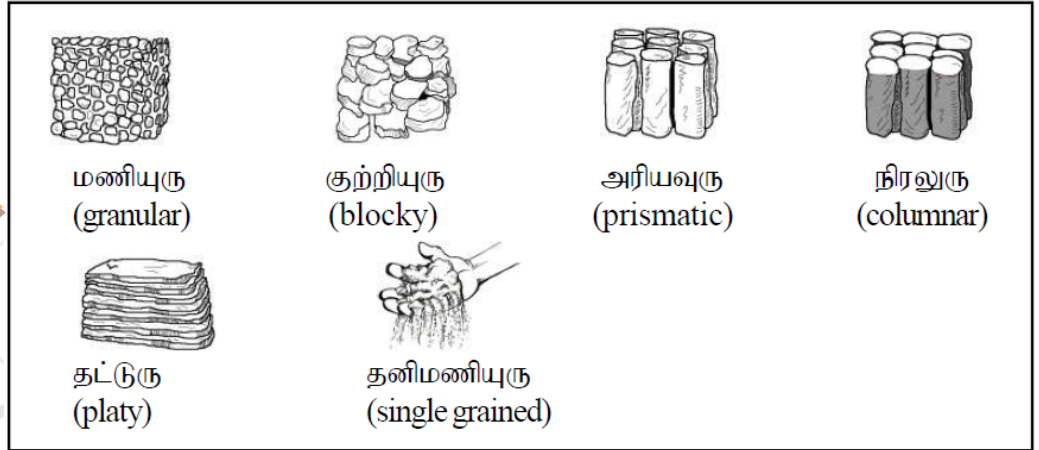 மணியுரு குற்றியுரு அரியவுரு நிரலுரு
(granular) (blocky) (prismatic) (columnar)
தட்டுரு தனிமணியுரு
(platy) (single grained)